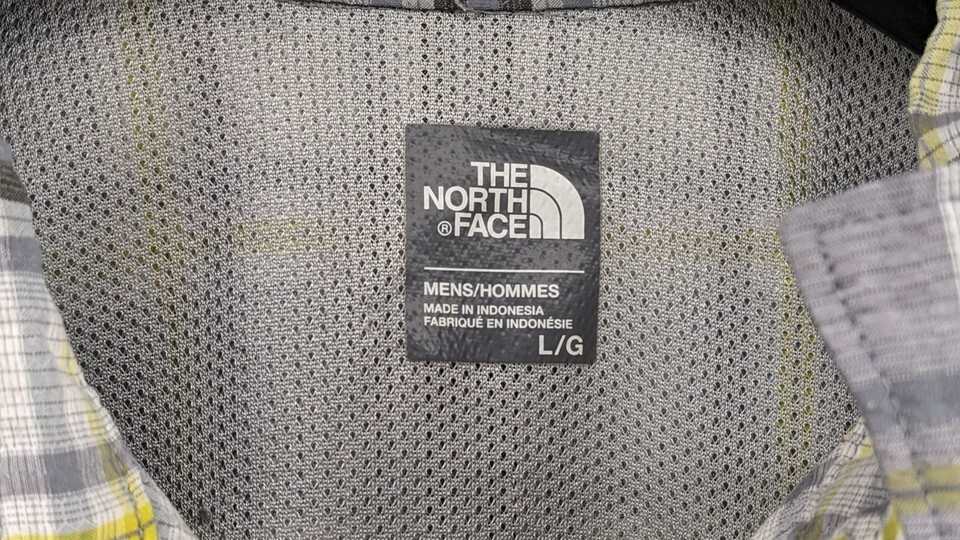 THE
NORTH
® FACE
MENS/HOMMES
MADE IN INDONESIA
FABRIQUÉ EN INDONÉSIE
L/G